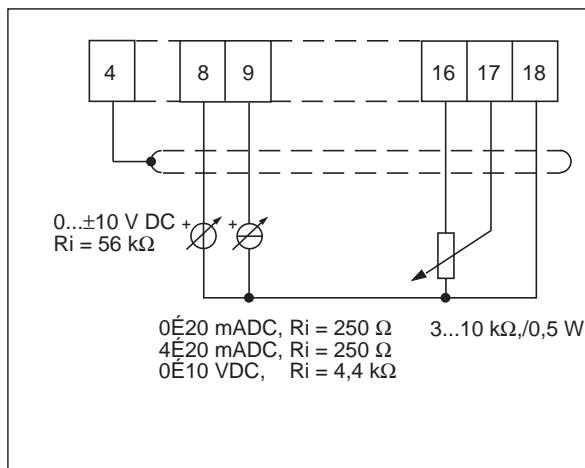 4 8 9 16 17 18
0...±10 V DC + +
Ri = 56 kΩ
0É20 mADC, Ri = 250 Ω 3...10 kΩ,/0,5 W
4É20 mADC, Ri = 250 Ω
0É10 VDC, Ri = 4,4 kΩ